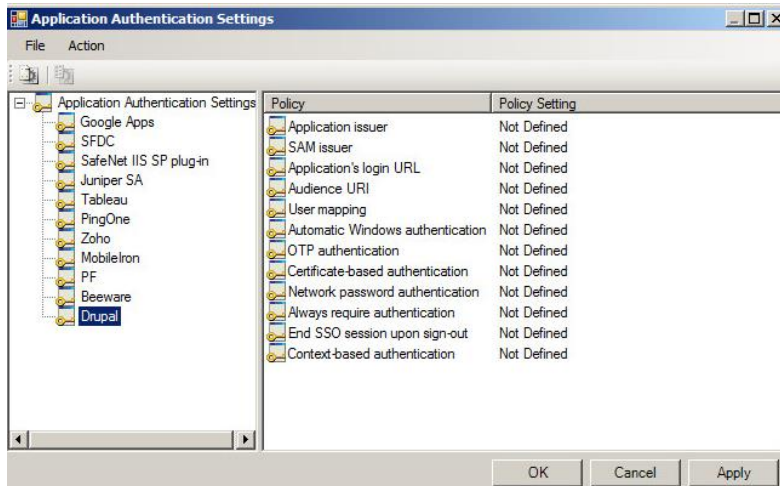 Application Authentication Settings
File Action
Application Authentication Settings
Google Apps
SFDC
SafeNet IIS SP plug-in
Juniper SA
Tableau
PingOne
Zoho
MobileIron
PF
Beeware
Drupal
Policy Policy Setting
Application issuer Not Defined
SAM issuer Not Defined
Application's login URL Not Defined
Audience URI Not Defined
User mapping Not Defined
Automatic Windows authentication Not Defined
OTP authentication Not Defined
Certificate-based authentication Not Defined
Network password authentication Not Defined
Always require authentication Not Defined
End SSO session upon sign-out Not Defined
Context-based authentication Not Defined
OK Cancel Apply